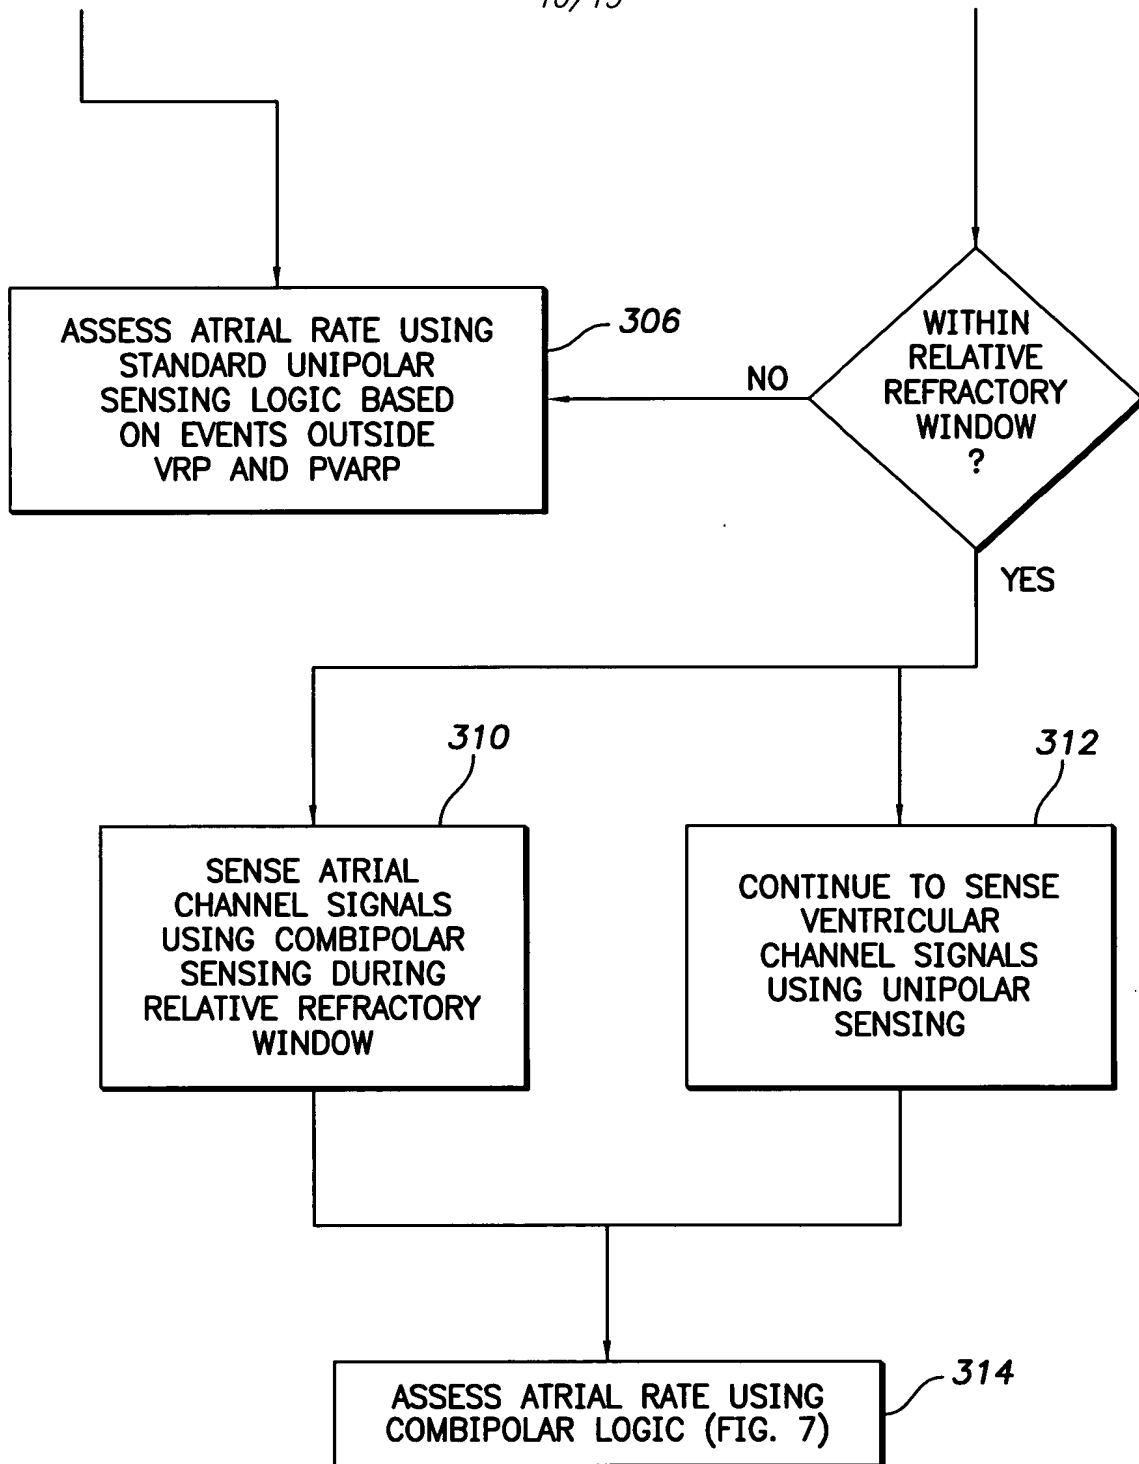 ASSESS ATRIAL RATE USING
STANDARD UNIPOLAR
SENSING LOGIC BASED
ON EVENTS OUTSIDE
VRP AND PVARP
306
NO
WITHIN
RELATIVE
REFRACTORY
WINDOW
?
YES
310
SENSE ATRIAL
CHANNEL SIGNALS
USING COMBIPOLAR
SENSING DURING
RELATIVE REFRACTORY
WINDOW
312
CONTINUE TO SENSE
VENTRICULAR
CHANNEL SIGNALS
USING UNIPOLAR
SENSING
314
ASSESS ATRIAL RATE USING
COMBIPOLAR LOGIC (FIG. 7)